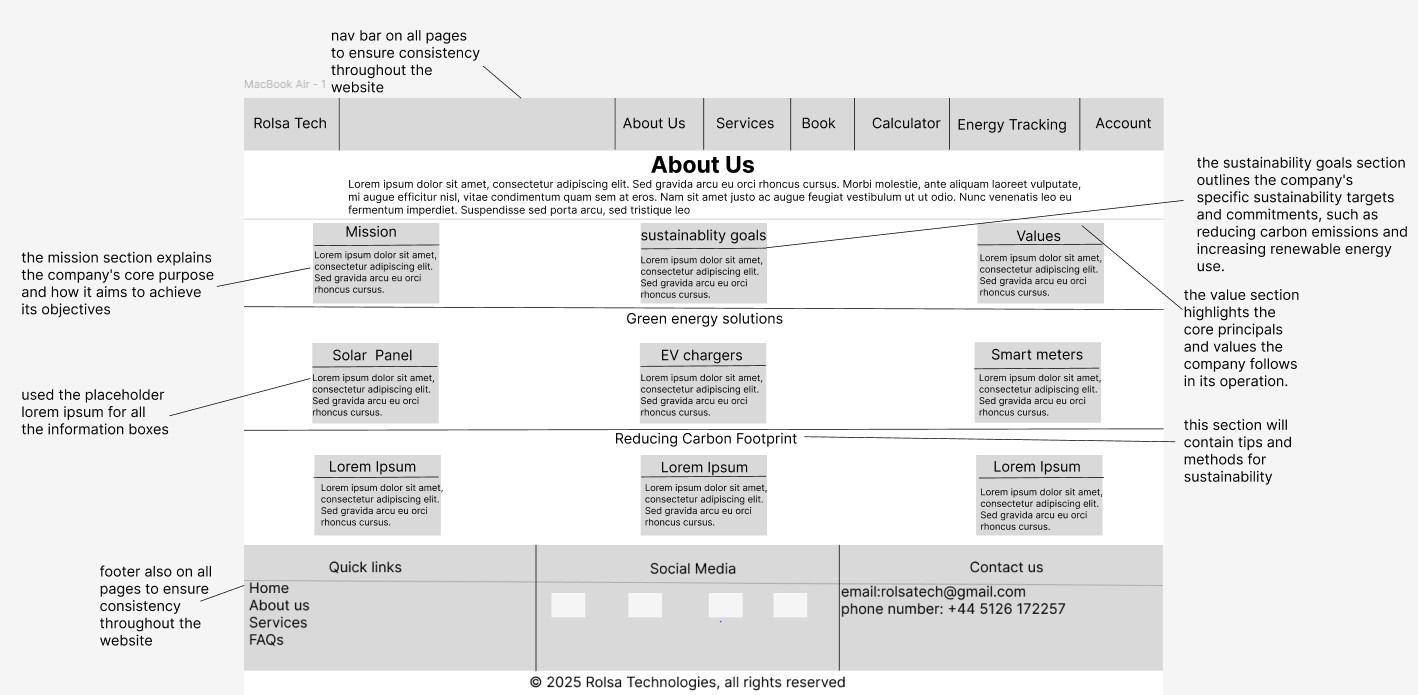 nav bar on all pages
to ensure consistency
throughout the
website
MacBook Air - 1
Rolsa Tech
About Us
Services
Book
Calculator
Energy Tracking
Account
About Us
Lorem ipsum dolor sit amet, consectetur adipiscing elit. Sed gravida arcu eu orci rhoncus cursus. Morbi molestie, ante aliquam laoreet vulputate,
mi augue efficitur nisl, vitae condimentum quam sem at eros. Nam sit amet justo ac augue feugiat vestibulum ut ut odio. Nunc venenatis leo eu
fermentum imperdiet. Suspendisse sed porta arcu, sed tristique leo
the sustainability goals section
outlines the company's
specific sustainability targets
and commitments, such as
reducing carbon emissions and
increasing renewable energy
use.
Mission
Lorem ipsum dolor sit amet,
consectetur adipiscing elit.
Sed gravida arcu eu orci
rhoncus cursus.
sustainablity goals
Lorem ipsum dolor sit amet,
consectetur adipiscing elit.
Sed gravida arcu eu orci
rhoncus cursus.
Values
Lorem ipsum dolor sit amet,
consectetur adipiscing elit.
Sed gravida arcu eu orci
rhoncus cursus.
the mission section explains
the company's core purpose
and how it aims to achieve
its objectives
the value section
highlights the
core principals
and values the
company follows
in its operation.
Green energy solutions
Solar Panel
Lorem ipsum dolor sit amet,
consectetur adipiscing elit.
Sed gravida arcu eu orci
rhoncus cursus.
EV chargers
Lorem ipsum dolor sit amet,
consectetur adipiscing elit.
Sed gravida arcu eu orci
rhoncus cursus.
Smart meters
Lorem ipsum dolor sit amet,
consectetur adipiscing elit.
Sed gravida arcu eu orci
rhoncus cursus.
used the placeholder
lorem ipsum for all
the information boxes
Reducing Carbon Footprint
this section will
contain tips and
methods for
sustainability
Lorem Ipsum
Lorem ipsum dolor sit amet,
consectetur adipiscing elit.
Sed gravida arcu eu orci
rhoncus cursus.
Lorem Ipsum
Lorem ipsum dolor sit amet,
consectetur adipiscing elit.
Sed gravida arcu eu orci
rhoncus cursus.
Lorem Ipsum
Lorem ipsum dolor sit amet,
consectetur adipiscing elit.
Sed gravida arcu eu orci
rhoncus cursus.
footer also on all
pages to ensure
consistency
throughout the
website
Quick links
Home
About us
Services
FAQs
Social Media
Contact us
email:rolsatech@gmail.com
phone number: +44 5126 172257
© 2025 Rolsa Technologies, all rights reserved